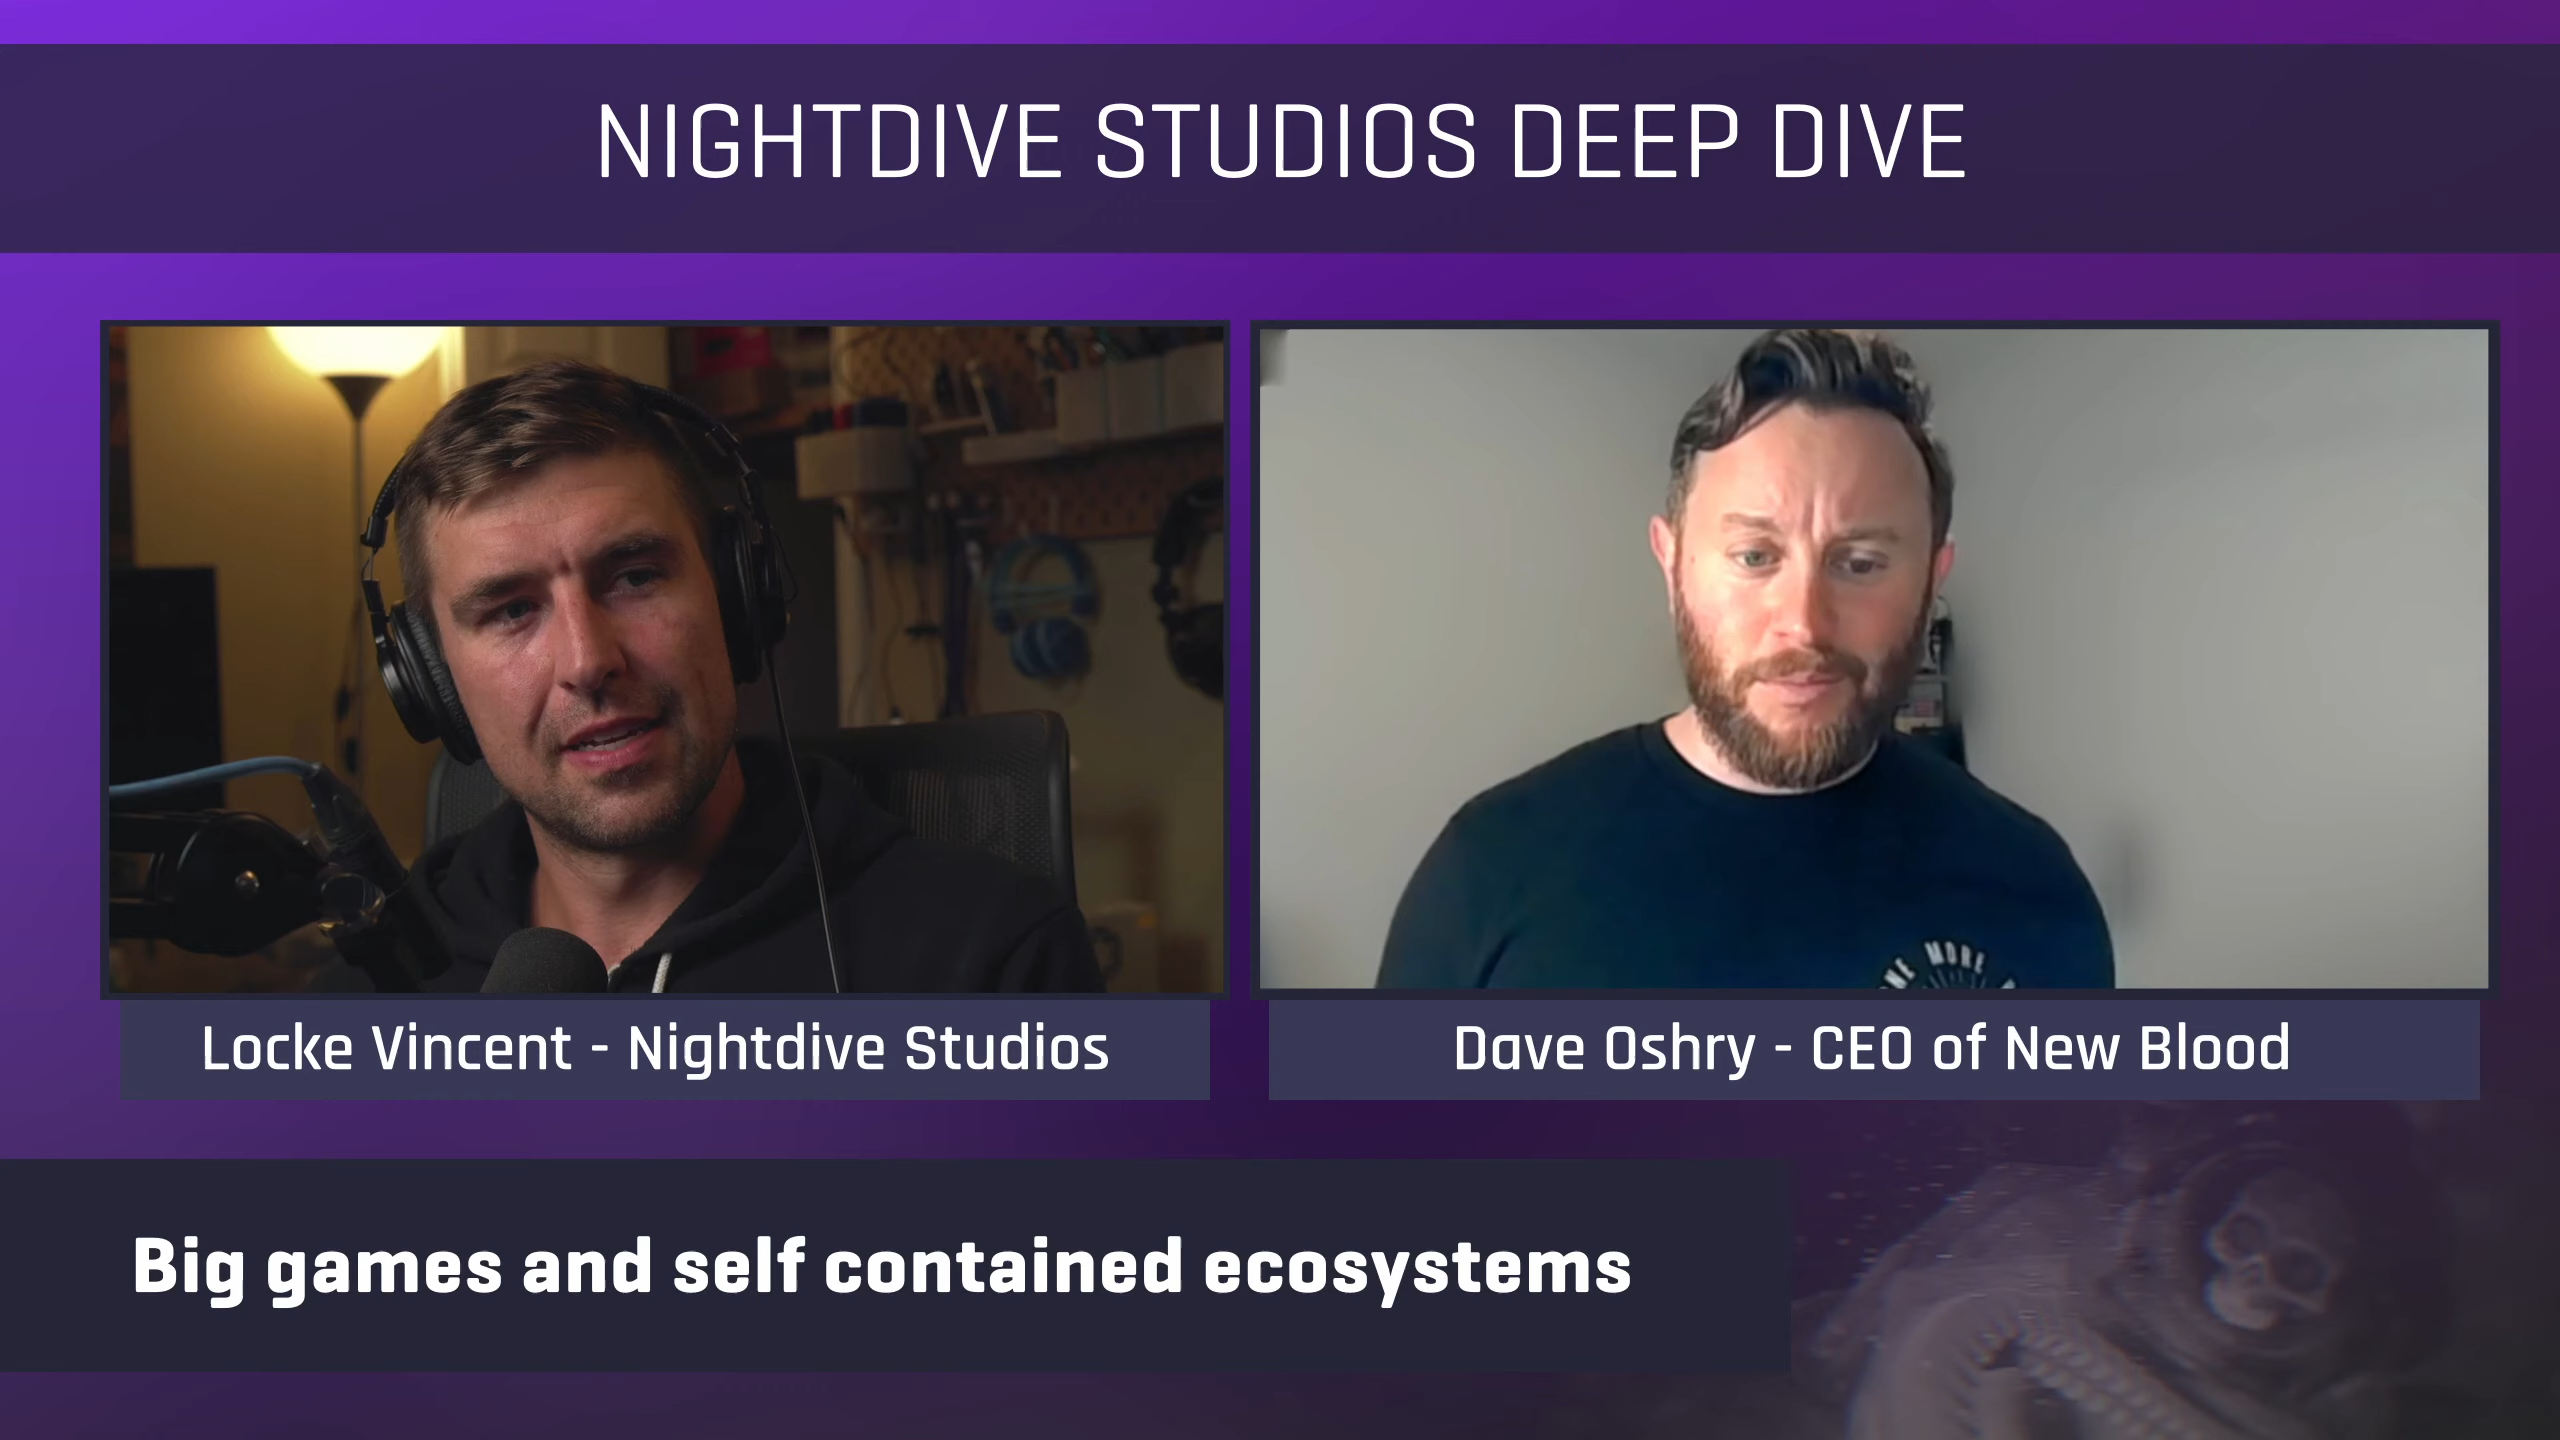 NIGHTDIVE STUDIOS DEEP DIVE
MORE
Locke Vincent - Nightdive Studios
Dave Oshry - CEO of New Blood
Big games and self contained ecosystems